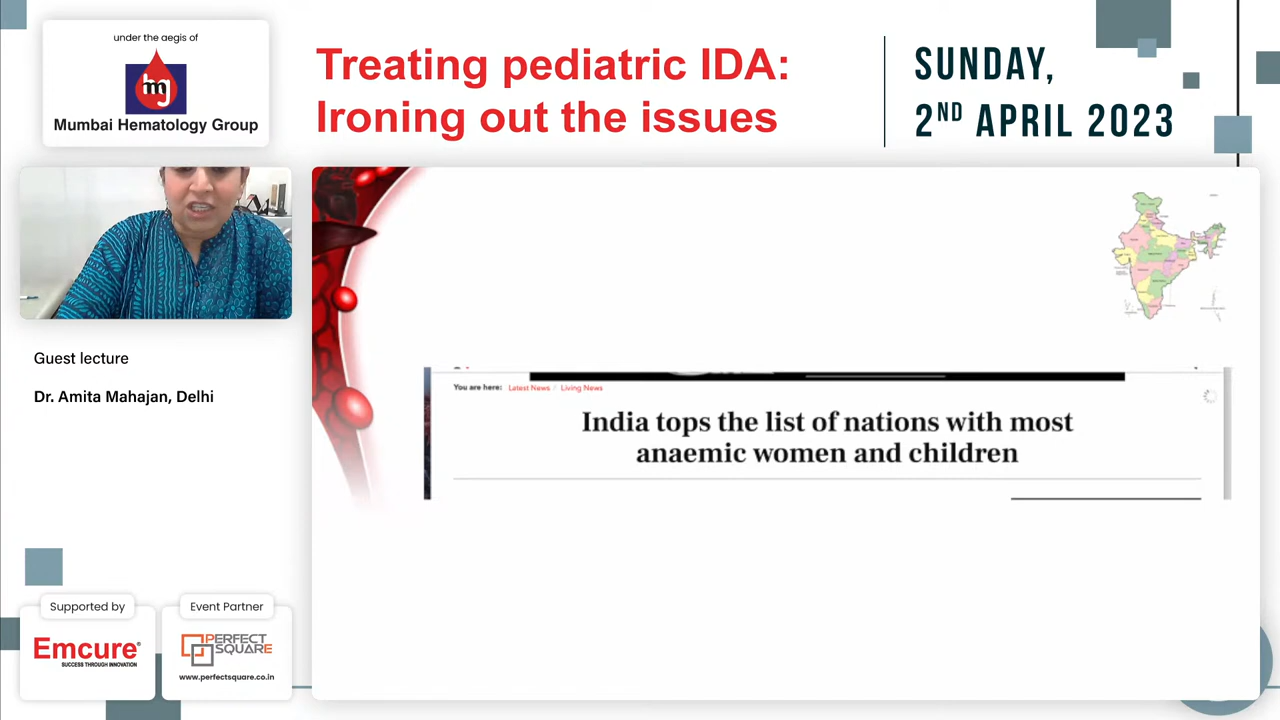 under the aegis of
hmg
Mumbai Hematology Group
Treating pediatric IDA:
Ironing out the issues
SUNDAY,
2ND APRIL 2023
Guest lecture
Dr. Amita Mahajan, Delhi
You are here: Latest News / Living News
India tops the list of nations with most
anaemic women and children
Supported by
Emcure®
SUCCESS THROUGH INNOVATION
Event Partner
PERFECT
SQUARE
www.perfectsquare.co.in